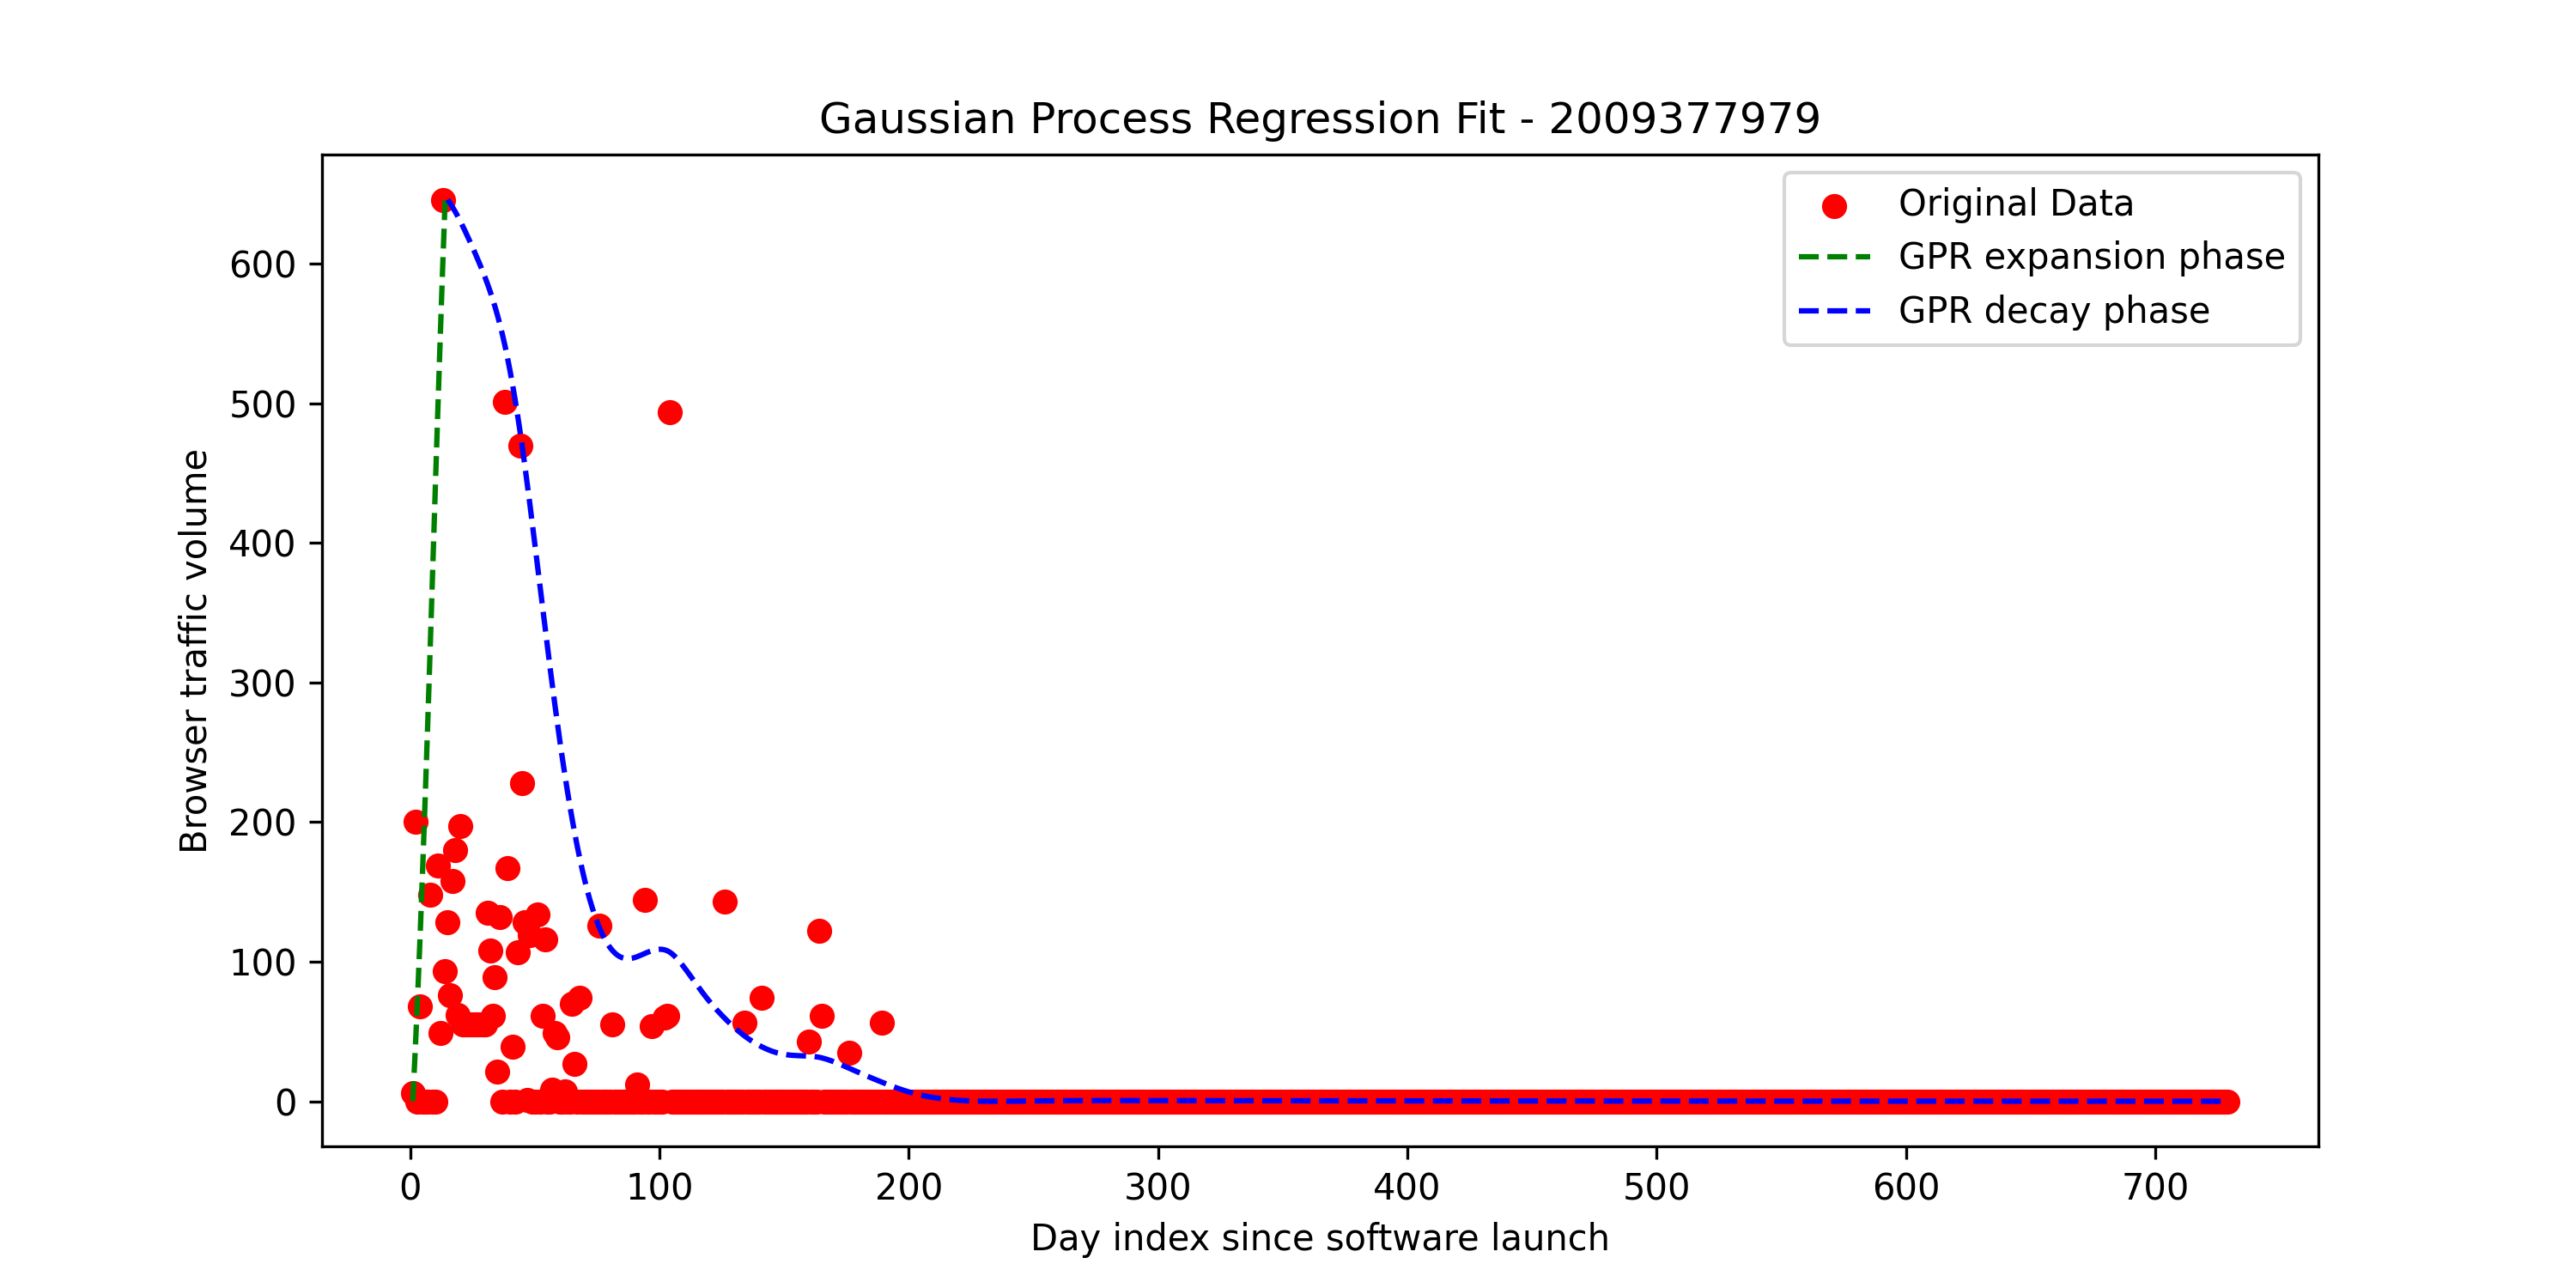 Gaussian Process Regression Fit - 2009377979
Original Data
GPR expansion phase
GPR decay phase
Browser traffic volume
600
500
400
300
200
100
0
0 100 200 300 400 500 600 700
Day index since software launch